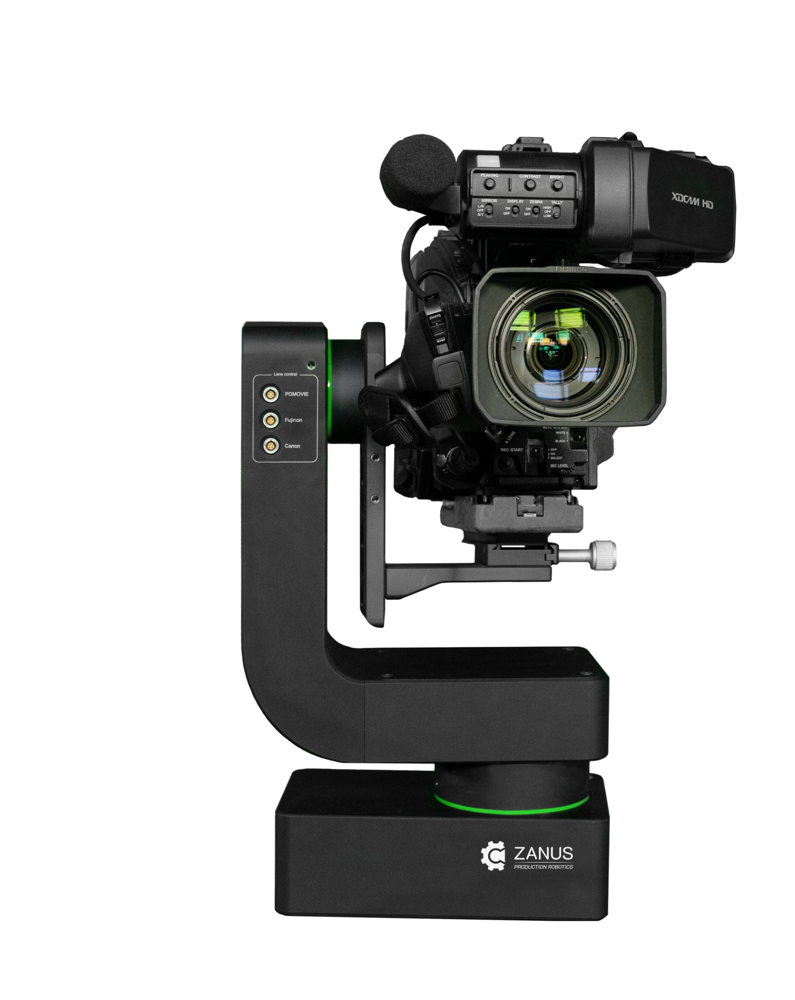 PEAKING
CONTRAST
BRIGHT
MIRROR
L/R
OFF
B/T
DISPLAY
ON
OFF
ZEBRA
ON
OFF
TALLY
HIGH
OFF
LOW
XDCAM HD
FUJINON
Lens control
PDMOVIE
Fujinon
Canon
WHITE
BLACK
LENS
REC START
OFF
ON
SELECT
MIC LEVEL
ZANUS
PRODUCTION ROBOTICS